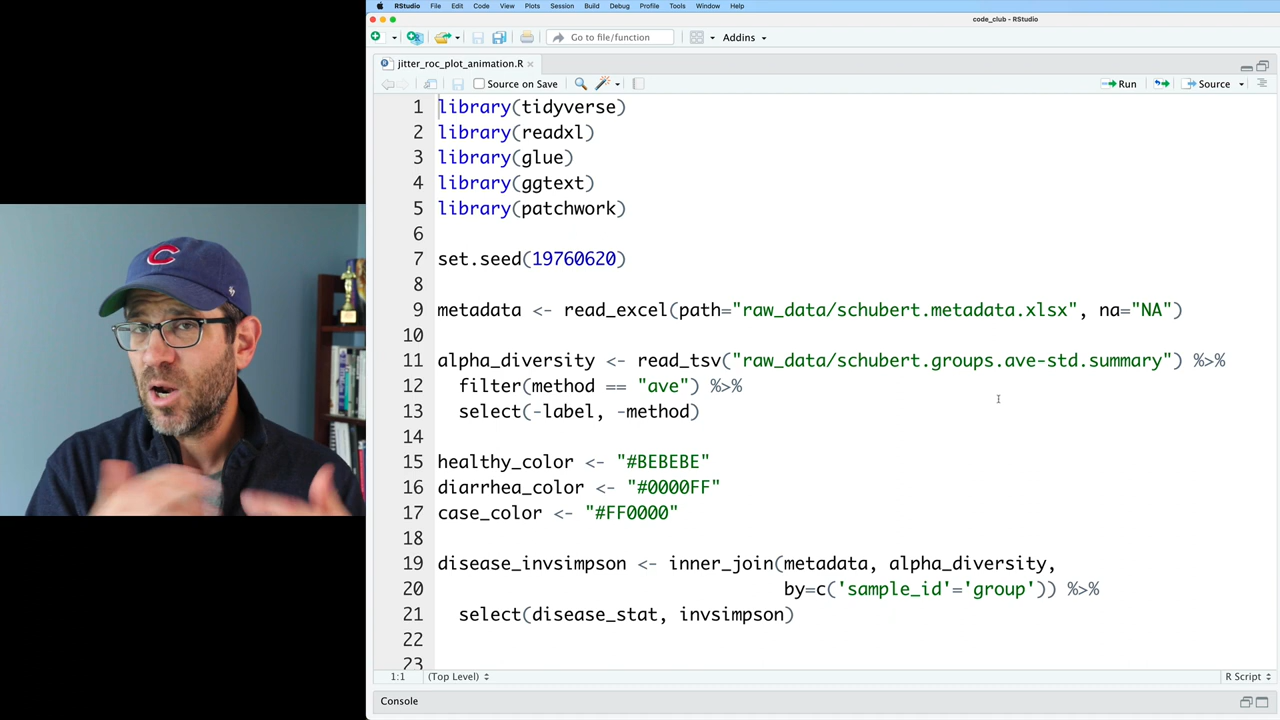 RStudio File Edit Code View Plots Session Build Debug Profile Tools Window Help
code_club - RStudio
Go to file/function
Addins
jitter_roc_plot_animation.R
Source on Save
Run
Source
1 library(tidyverse)
2 library(readxl)
3 library(glue)
4 library(ggtext)
5 library(patchwork)
6
7 set.seed(19760620)
8
9 metadata <- read_excel(path="raw_data/schubert.metadata.xlsx", na="NA")
10
11 alpha_diversity <- read_tsv("raw_data/schubert.groups.ave-std.summary") %>%
12 filter(method == "ave") %>%
13 select(-label, -method)
14
15 healthy_color <- "#BEBEBE"
16 diarrhea_color <- "#0000FF"
17 case_color <- "#FF0000"
18
19 disease_invsimpson <- inner_join(metadata, alpha_diversity,
20 by=c('sample_id'='group')) %>%
21 select(disease_stat, invsimpson)
22
23
1:1 (Top Level) R Script
Console
C